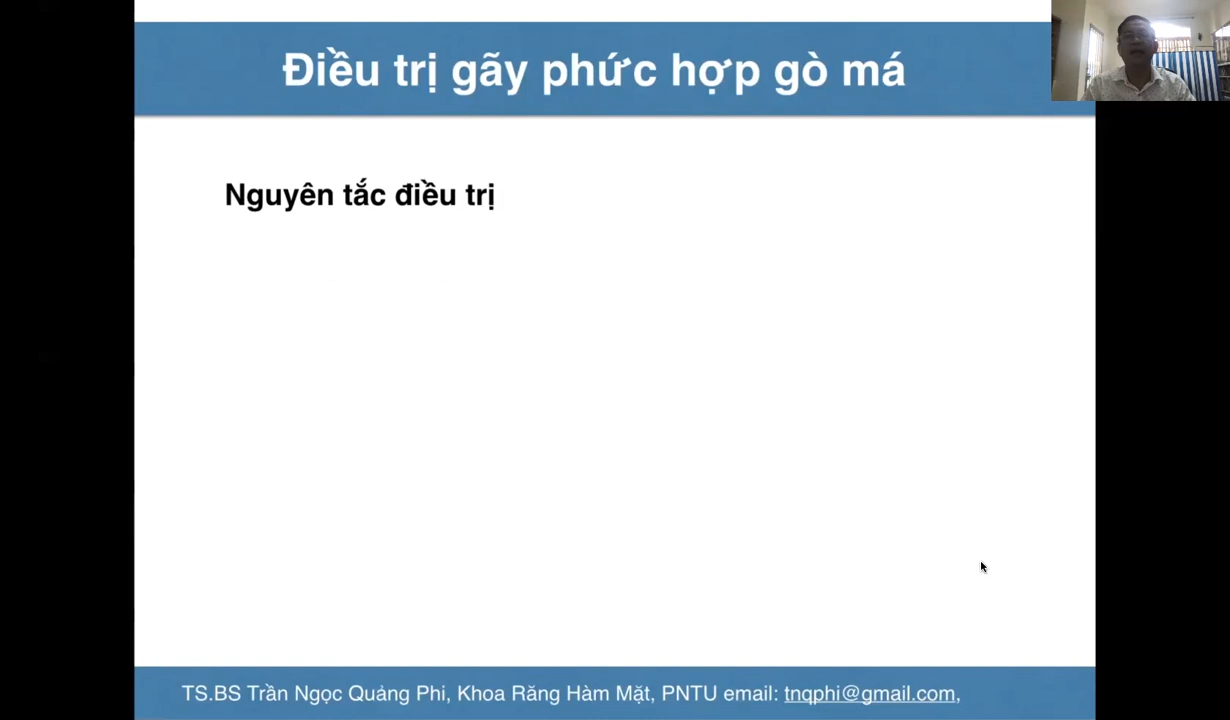 Điều trị gãy phức hợp gò má
Nguyên tắc điều trị
TS.BS Trần Ngọc Quảng Phi, Khoa Răng Hàm Mặt, PNTU email: tnqphi@gmail.com,